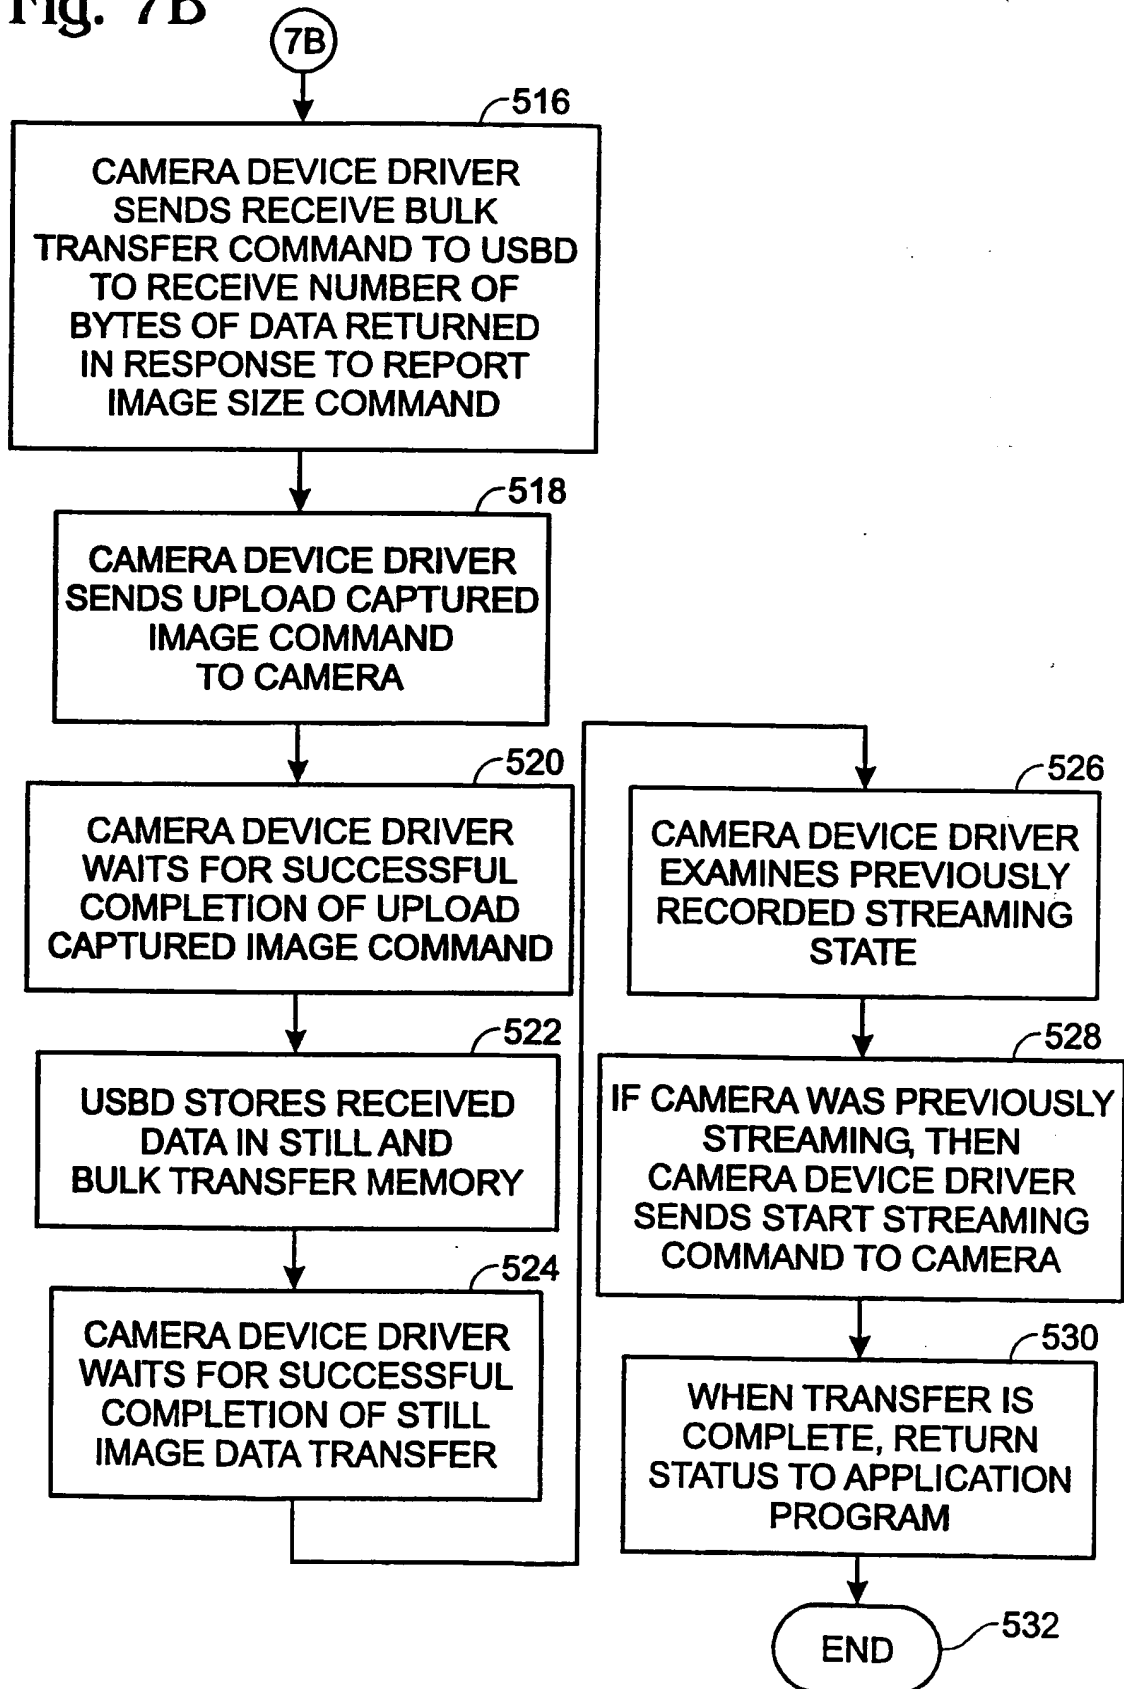 Fig. 7B
7B
516
CAMERA DEVICE DRIVER
SENDS RECEIVE BULK
TRANSFER COMMAND TO USBD
TO RECEIVE NUMBER OF
BYTES OF DATA RETURNED
IN RESPONSE TO REPORT
IMAGE SIZE COMMAND
518
CAMERA DEVICE DRIVER
SENDS UPLOAD CAPTURED
IMAGE COMMAND
TO CAMERA
520
CAMERA DEVICE DRIVER
WAITS FOR SUCCESSFUL
COMPLETION OF UPLOAD
CAPTURED IMAGE COMMAND
522
USBD STORES RECEIVED
DATA IN STILL AND
BULK TRANSFER MEMORY
524
CAMERA DEVICE DRIVER
WAITS FOR SUCCESSFUL
COMPLETION OF STILL
IMAGE DATA TRANSFER
526
CAMERA DEVICE DRIVER
EXAMINES PREVIOUSLY
RECORDED STREAMING
STATE
528
IF CAMERA WAS PREVIOUSLY
STREAMING, THEN
CAMERA DEVICE DRIVER
SENDS START STREAMING
COMMAND TO CAMERA
530
WHEN TRANSFER IS
COMPLETE, RETURN
STATUS TO APPLICATION
PROGRAM
END
532